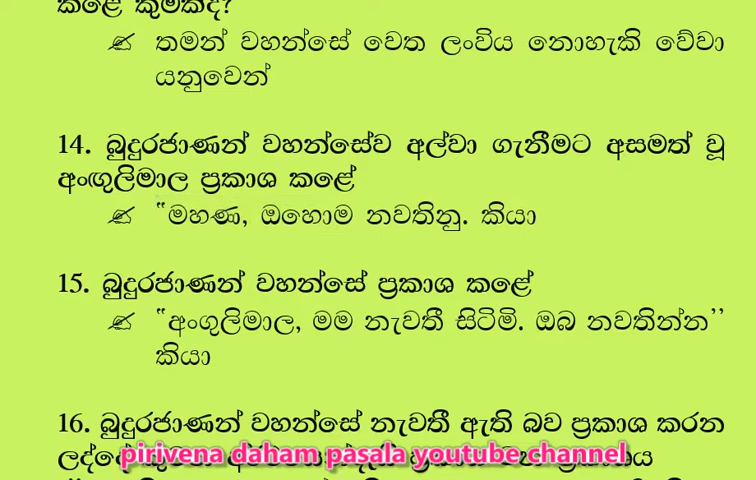 කළේ කුමක්ද?
තමන් වහන්සේ වෙත ලංවිය නොහැකි වේවා
යනුවෙන්
14. බුදුරජාණන් වහන්සේව අල්වා ගැනීමට අසමත් වූ
අංඟුලිමාල ප්‍රකාශ කළේ
"මහණ, ඔහොම නවතිනු. කියා
15. බුදුරජාණන් වහන්සේ ප්‍රකාශ කළේ
"අංගුලිමාල, මම නැවතී සිටිමි. ඔබ නවතින්න''
කියා
16. බුදුරජාණන් වහන්සේ නැවතී ඇති බව ප්‍රකාශ කරන
ලද්දේ
pirivena daham pasala youtube channel